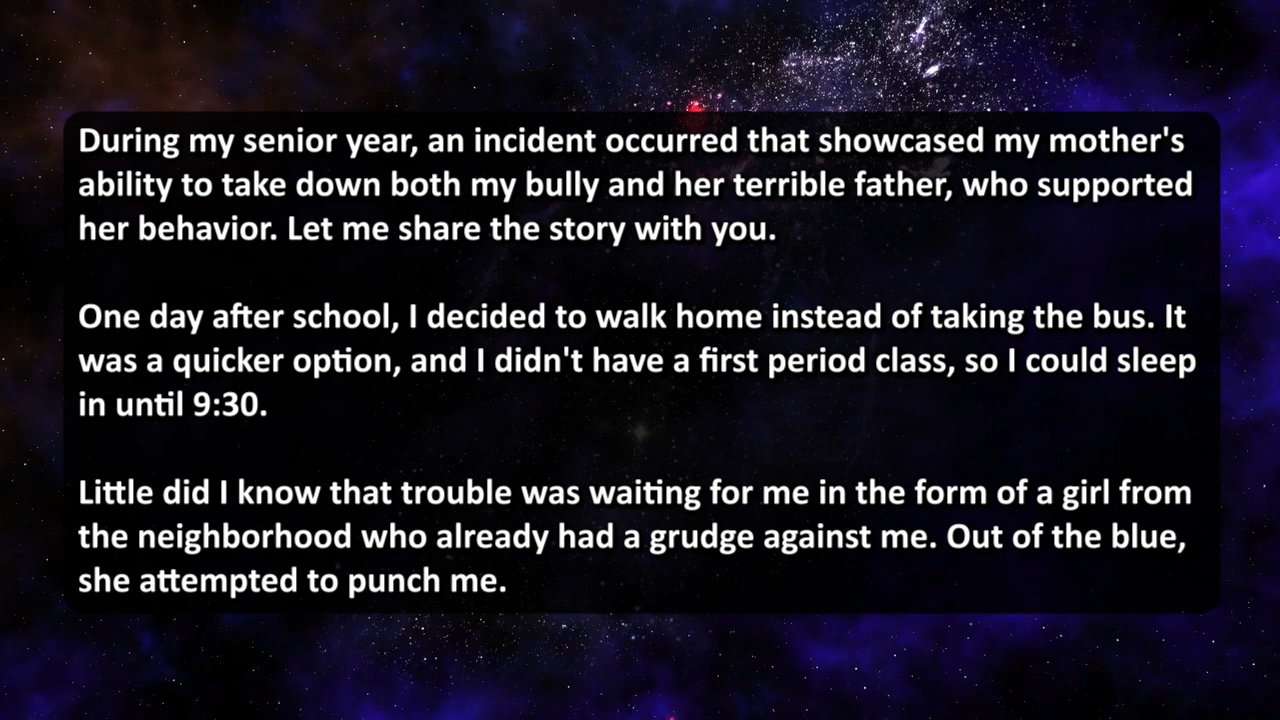 During my senior year, an incident occurred that showcased my mother's
ability to take down both my bully and her terrible father, who supported
her behavior. Let me share the story with you.
One day after school, I decided to walk home instead of taking the bus. It
was a quicker option, and I didn't have a first period class, so I could sleep
in until 9:30.
Little did I know that trouble was waiting for me in the form of a girl from
the neighborhood who already had a grudge against me. Out of the blue,
she attempted to punch me.